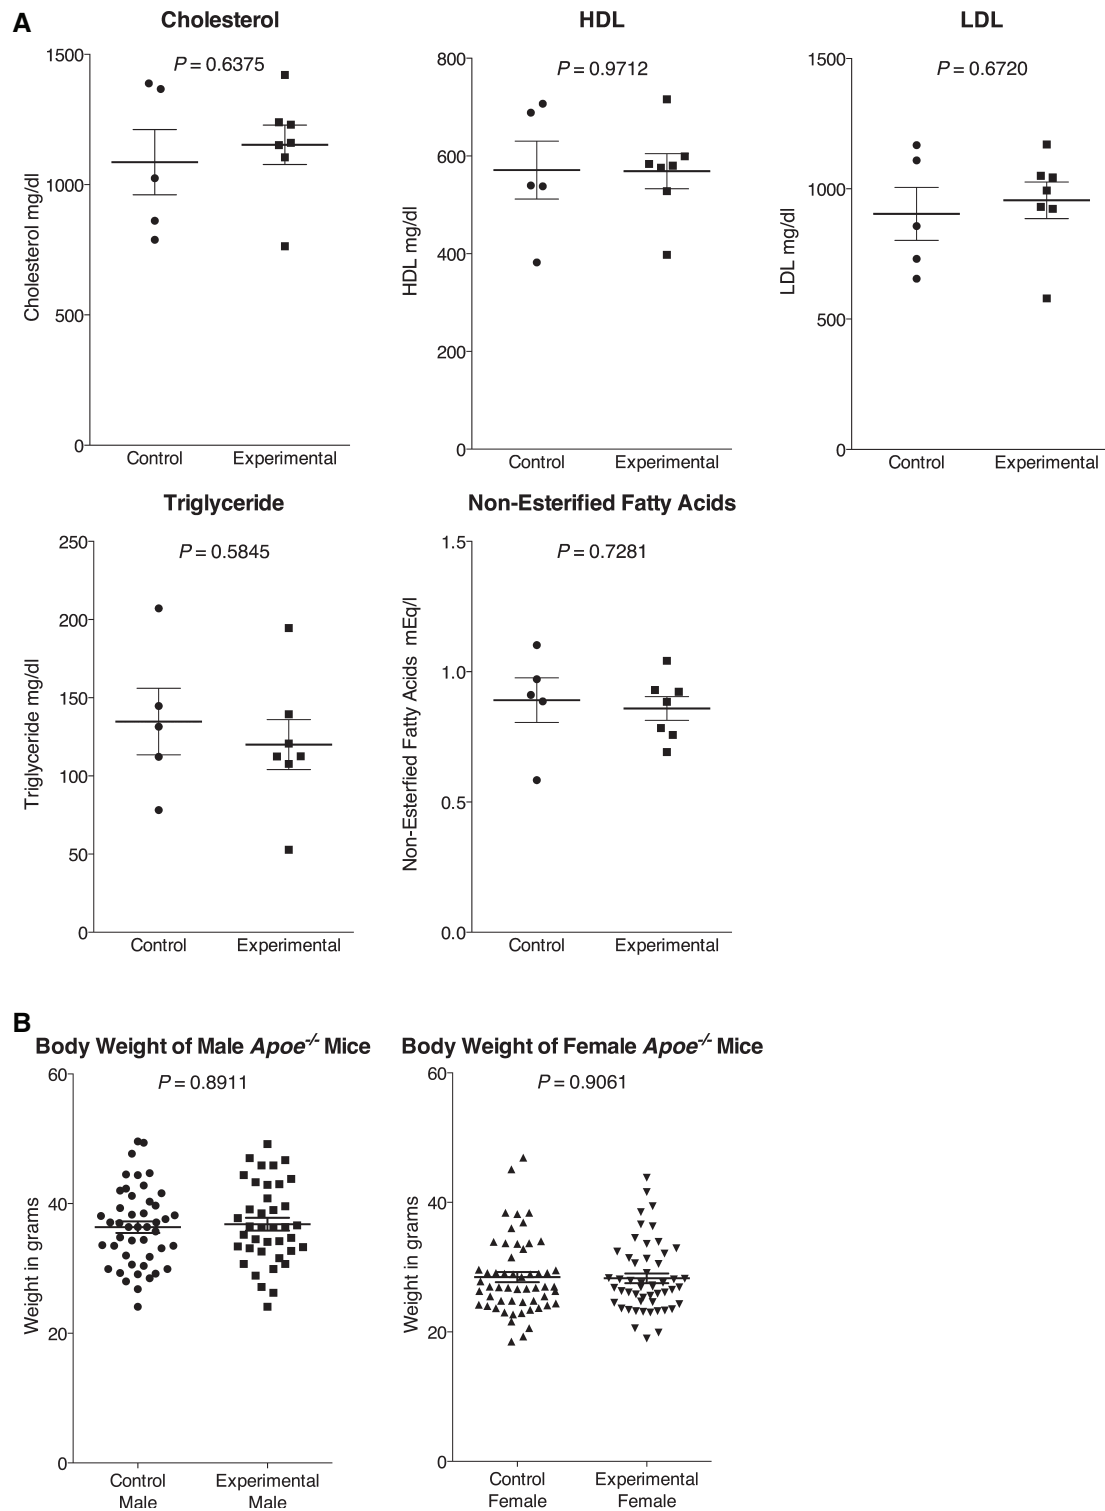 A
Cholesterol
P = 0.6375
1500
1000
500
0
Cholesterol mg/dl
Control
Experimental
HDL
P = 0.9712
800
600
400
200
0
HDL mg/dl
Control
Experimental
LDL
P = 0.6720
1500
1000
500
0
LDL mg/dl
Control
Experimental
Triglyceride
P = 0.5845
250
200
150
100
50
0
Triglyceride mg/dl
Control
Experimental
Non-Esterified Fatty Acids
P = 0.7281
1.5
1.0
0.5
0.0
Non-Esterfied Fatty Acids mEq/l
Control
Experimental
B
Body Weight of Male Apoe-/- Mice
P = 0.8911
60
40
20
0
Weight in grams
Control
Male
Experimental
Male
Body Weight of Female Apoe-/- Mice
P = 0.9061
60
40
20
0
Weight in grams
Control
Female
Experimental
Female